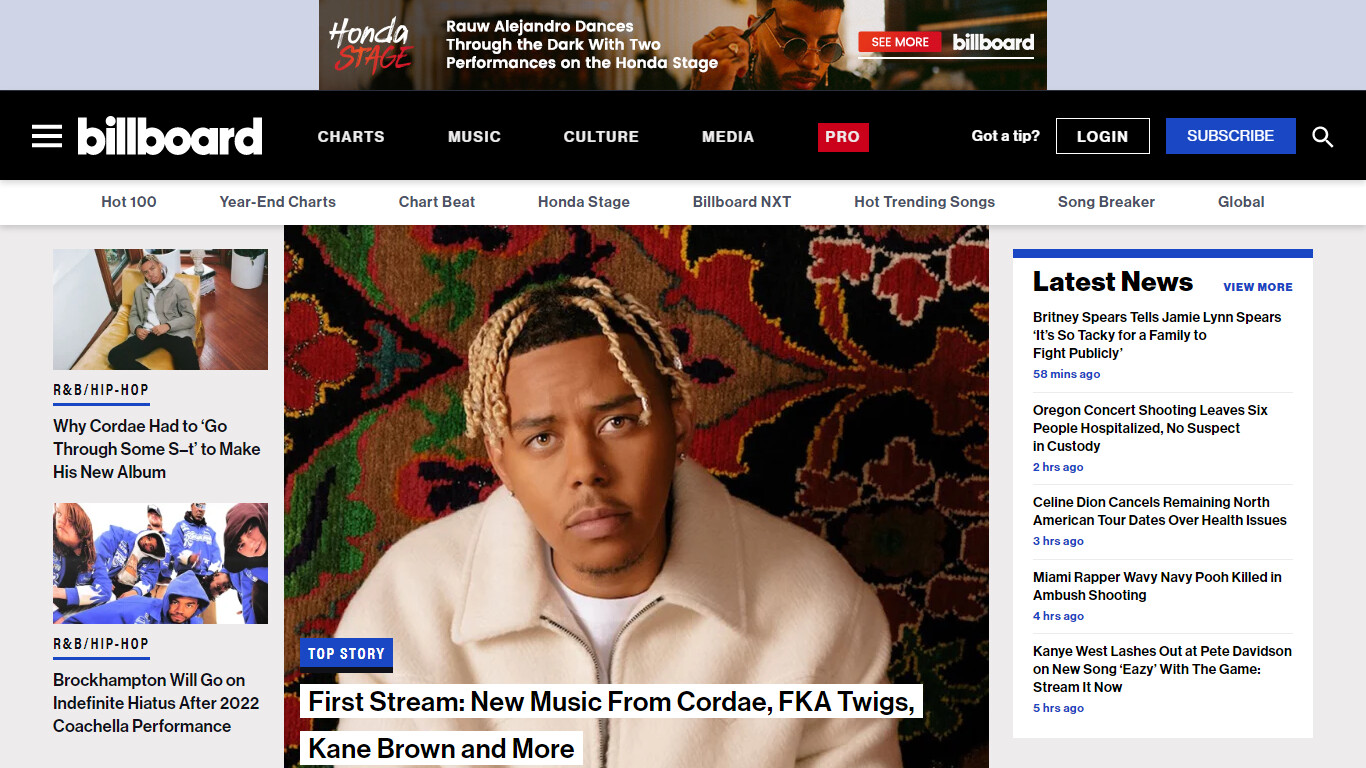 Honda
STAGE
Rauw Alejandro Dances
Through the Dark With Two
Performances on the Honda Stage
SEE MORE
billboard
billboard
CHARTS
MUSIC
CULTURE
MEDIA
PRO
Got a tip?
LOGIN
SUBSCRIBE
Hot 100
Year-End Charts
Chart Beat
Honda Stage
Billboard NXT
Hot Trending Songs
Song Breaker
Global
R&B/HIP-HOP
Why Cordae Had to ‘Go
Through Some S–t’ to Make
His New Album
R&B/HIP-HOP
Brockhampton Will Go on
Indefinite Hiatus After 2022
Coachella Performance
TOP STORY
First Stream: New Music From Cordae, FKA Twigs,
Kane Brown and More
Latest News
VIEW MORE
Britney Spears Tells Jamie Lynn Spears
‘It’s So Tacky for a Family to
Fight Publicly’
58 mins ago
Oregon Concert Shooting Leaves Six
People Hospitalized, No Suspect
in Custody
2 hrs ago
Celine Dion Cancels Remaining North
American Tour Dates Over Health Issues
3 hrs ago
Miami Rapper Wavy Navy Pooh Killed in
Ambush Shooting
4 hrs ago
Kanye West Lashes Out at Pete Davidson
on New Song ‘Eazy’ With The Game:
Stream It Now
5 hrs ago